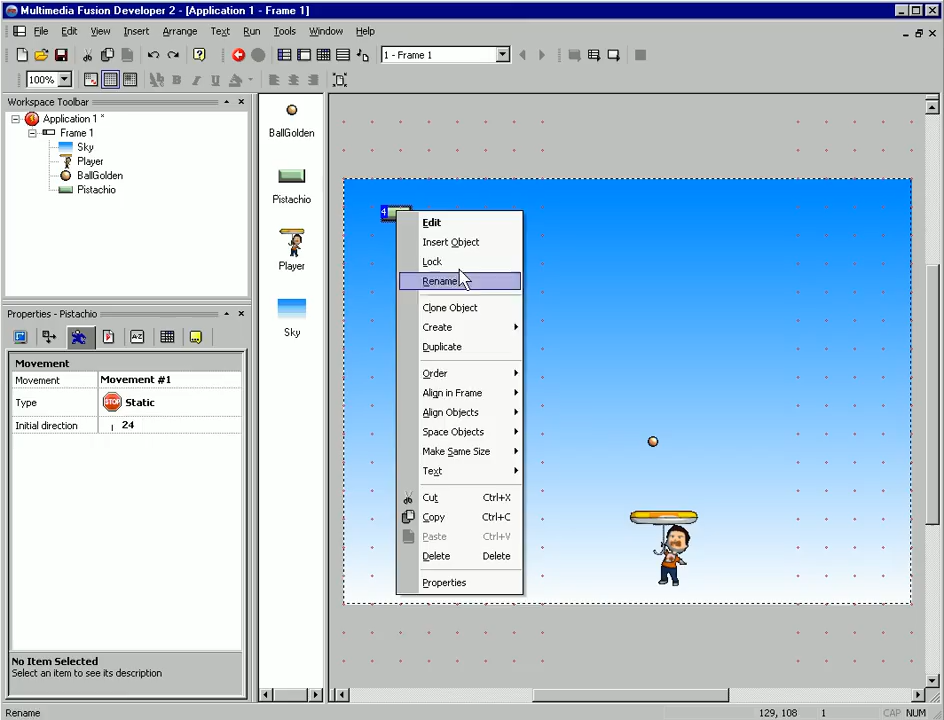 Multimedia Fusion Developer 2 - [Application 1 - Frame 1]
File Edit View Insert Arrange Text Run Tools Window Help
1 - Frame 1
100%
Workspace Toolbar
Application 1 *
Frame 1
Sky
Player
BallGolden
Pistachio
BallGolden
Pistachio
Player
Sky
Properties - Pistachio
Movement
Movement Movement #1
Type STOP Static
Initial direction 24
No Item Selected
Select an item to see its description
4
Edit
Insert Object
Lock
Rename
Clone Object
Create
Duplicate
Order
Align in Frame
Align Objects
Space Objects
Make Same Size
Text
Cut Ctrl+X
Copy Ctrl+C
Paste Ctrl+V
Delete Delete
Properties
Rename 129, 108 1 CAP NUM